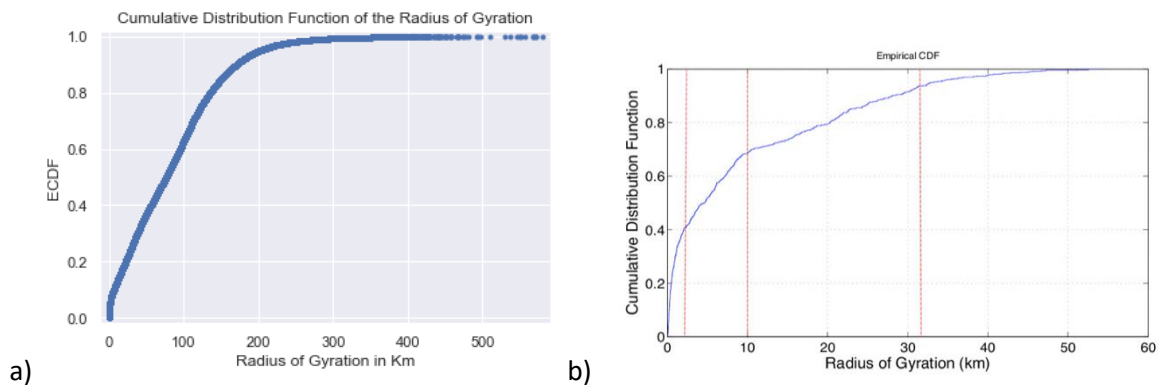 Cumulative Distribution Function of the Radius of Gyration
1.0
0.8
0.6
0.4
0.2
0.0
ECDF
0 100 200 300 400 500
Radius of Gyration in Km
a)
Empirical CDF
1
0.8
0.6
0.4
0.2
0
Cumulative Distribution Function
0 10 20 30 40 50 60
Radius of Gyration (km)
b)